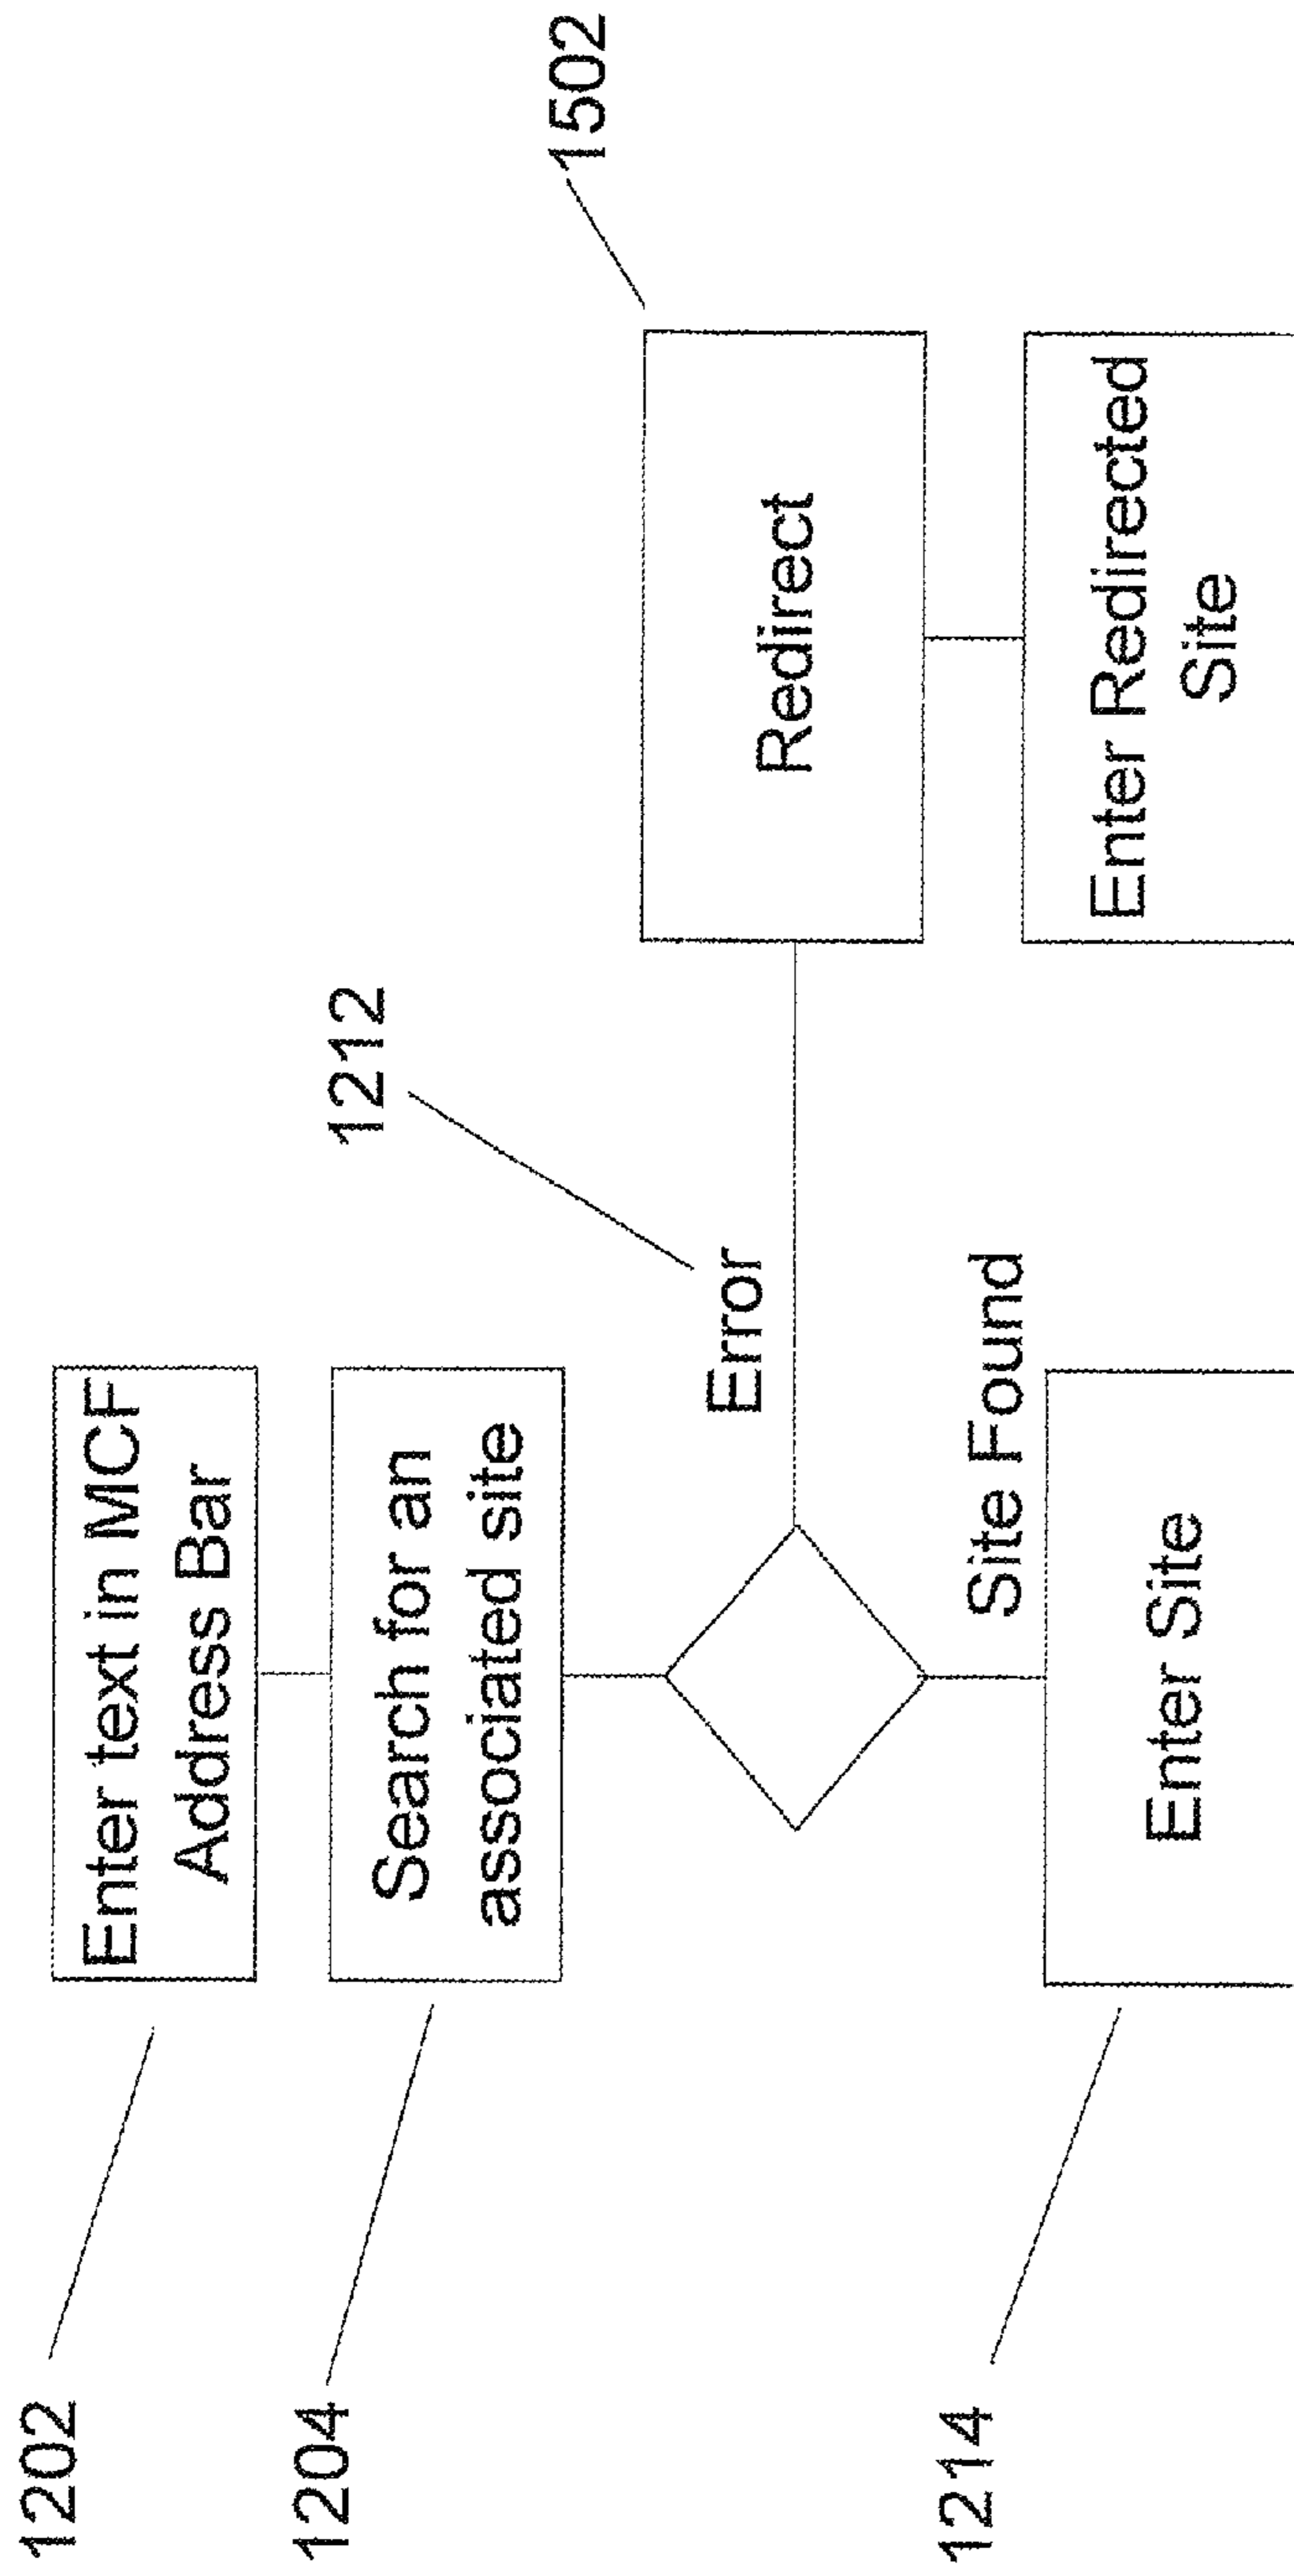 1202
Enter text in MCF
Address Bar
1204
Search for an
associated site
1212
Error
1502
Redirect
Site Found
1214
Enter Site
Enter Redirected
Site